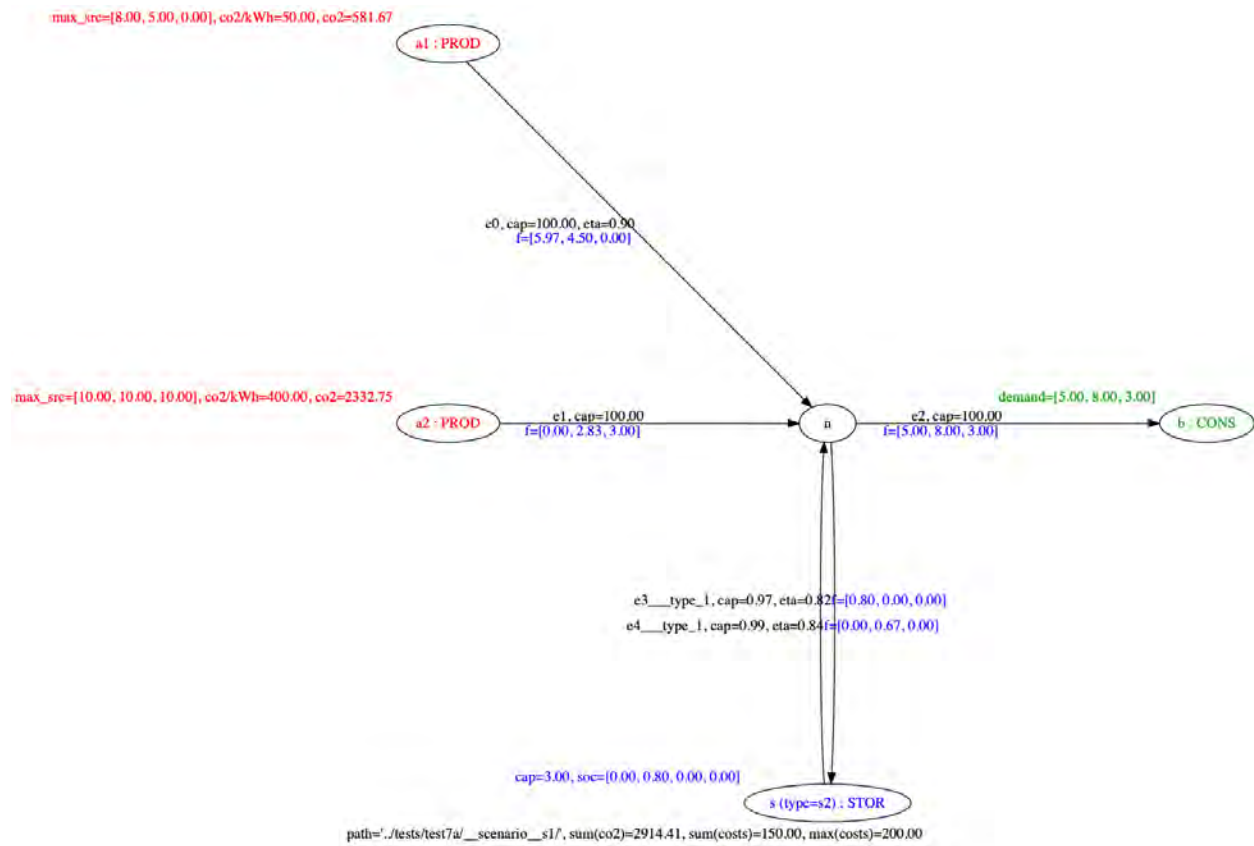 max_src=[8.00, 5.00, 0.00], co2/kWh=50.00, co2=581.67
a1 : PROD
e0, cap=100.00, eta=0.90
f=[5.97, 4.50, 0.00]
max_src=[10.00, 10.00, 10.00], co2/kWh=400.00, co2=2332.75
a2 : PROD
e1, cap=100.00
f=[0.00, 2.83, 3.00]
n
e2, cap=100.00
f=[5.00, 8.00, 3.00]
demand=[5.00, 8.00, 3.00]
b : CONS
e3___type_1, cap=0.97, eta=0.82f=[0.80, 0.00, 0.00]
e4___type_1, cap=0.99, eta=0.84f=[0.00, 0.67, 0.00]
cap=3.00, soc=[0.00, 0.80, 0.00, 0.00]
s (type=s2) : STOR
path='../tests/test7a/__scenario__s1/', sum(co2)=2914.41, sum(costs)=150.00, max(costs)=200.00